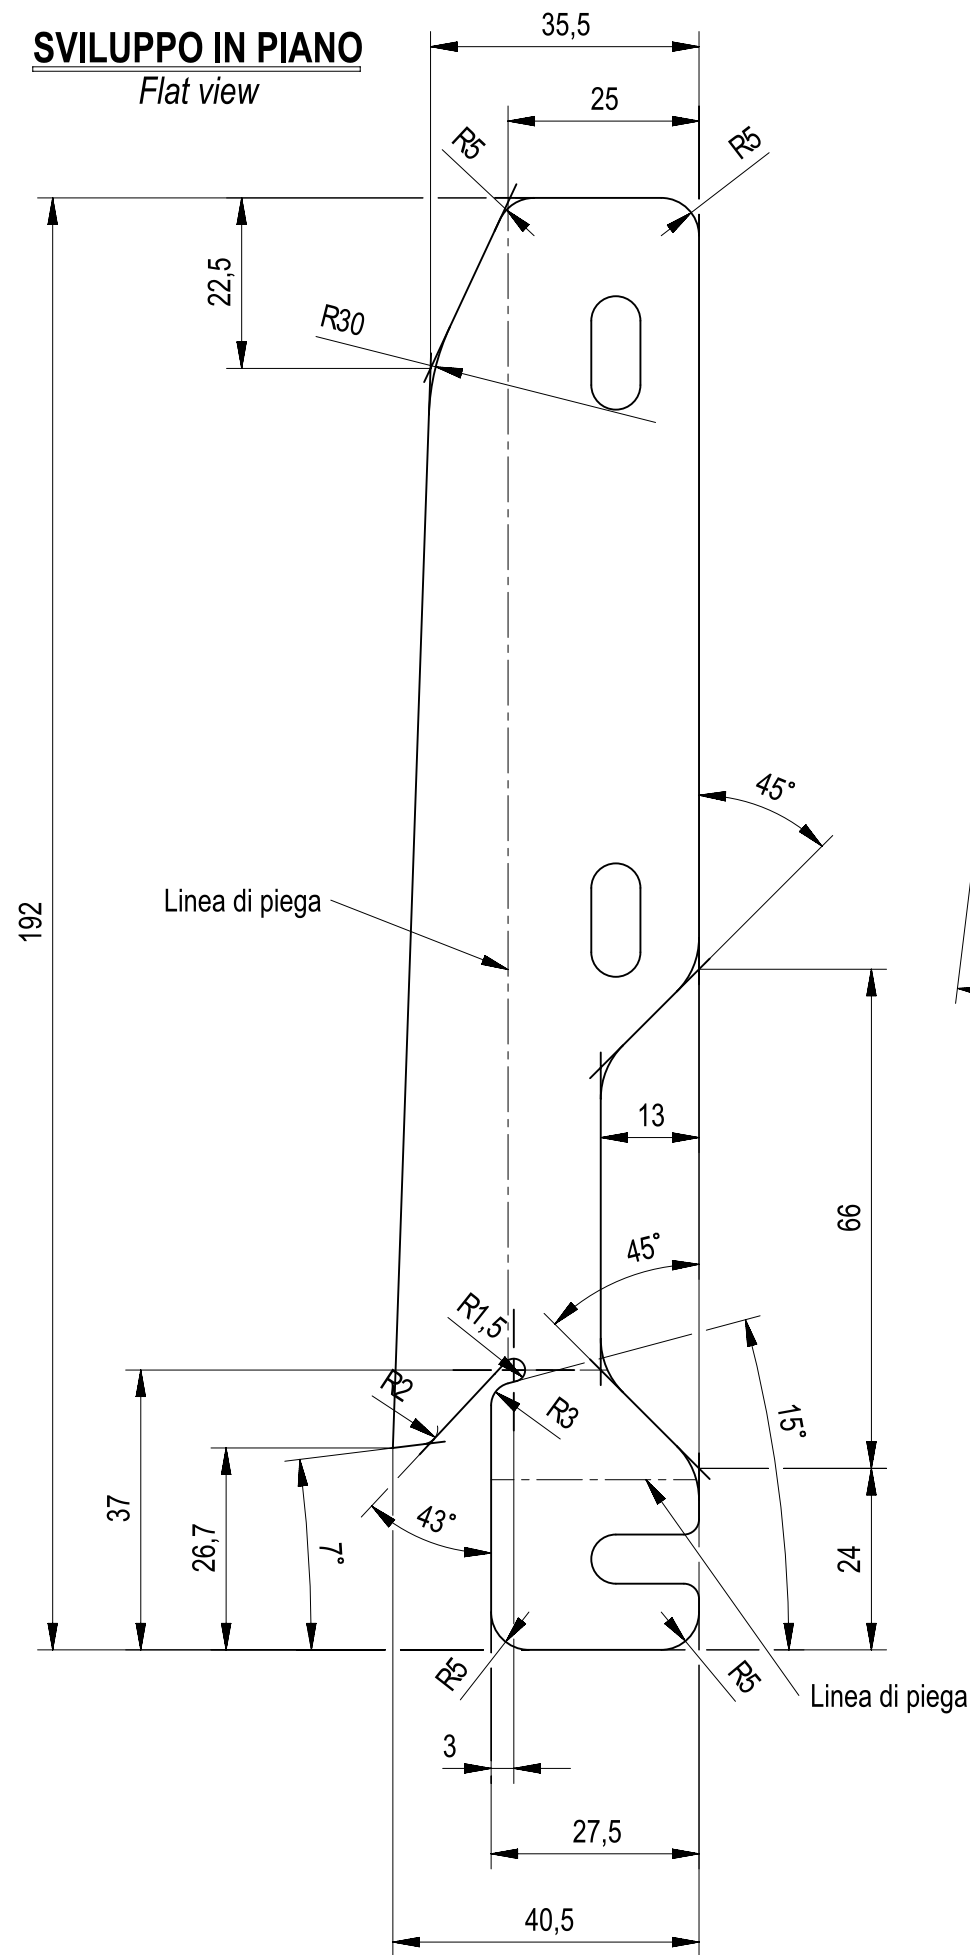 SVILUPPO IN PIANO
Flat view
35,5
25
R5
R5
22,5
R30
45°
192
Linea di piega
13
66
45°
R1,5
R2
R3
15°
37
26,7
7°
43°
24
R5
R5
Linea di piega
3
27,5
40,5